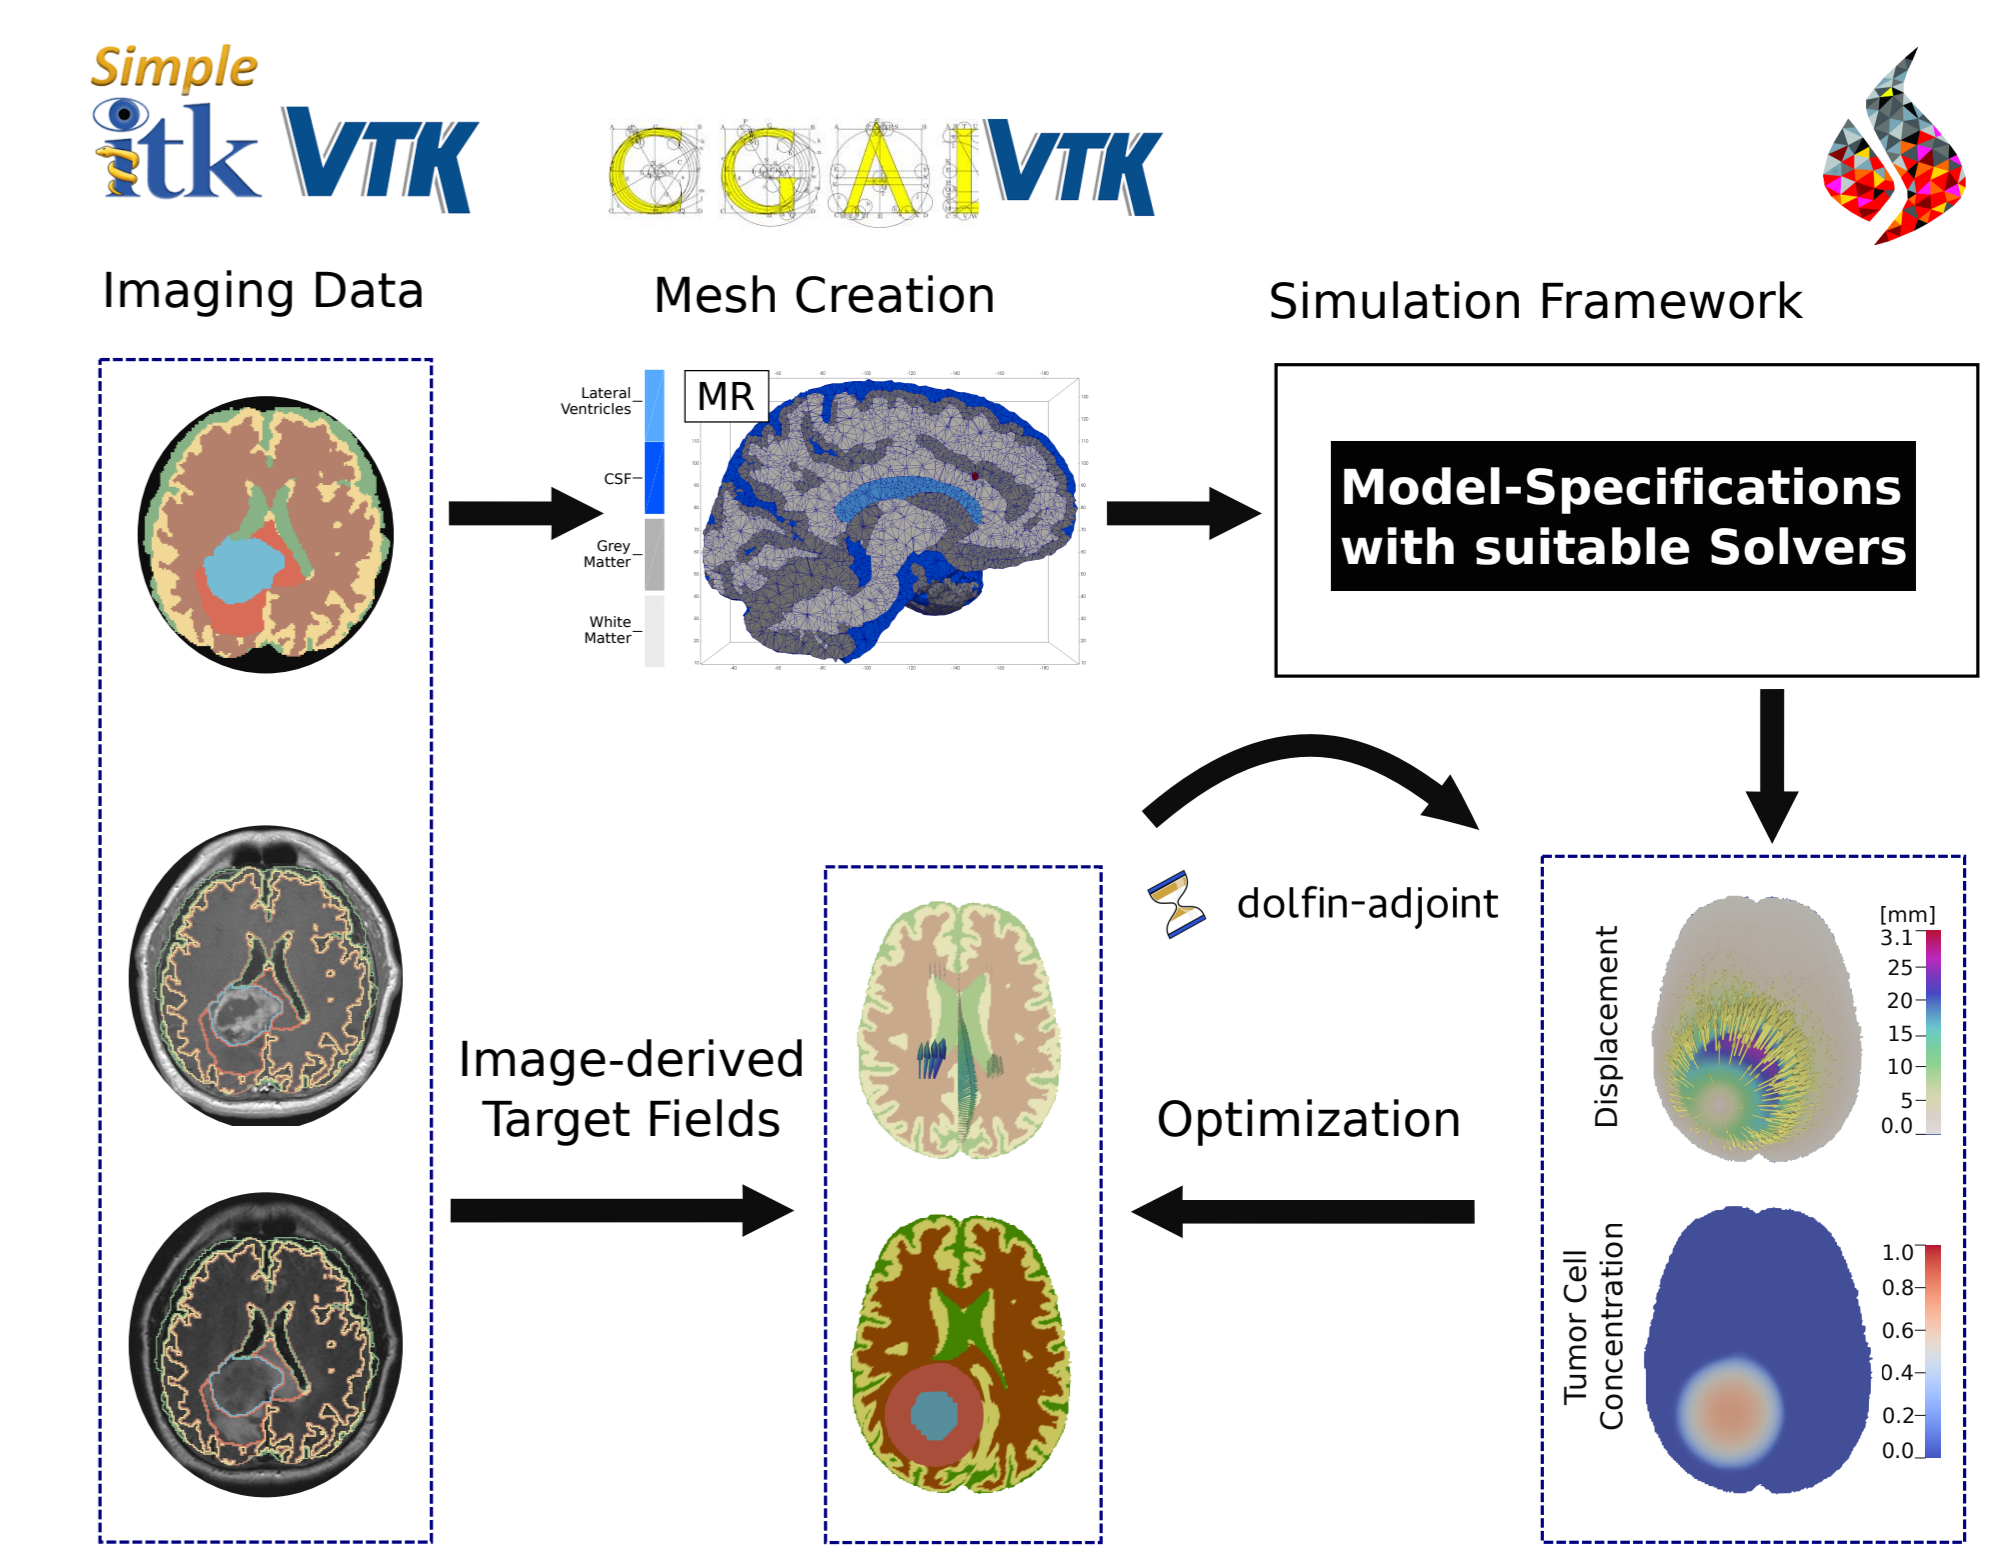 Simple
itk VTK
CGAL VTK
Imaging Data
Mesh Creation
Simulation Framework
Lateral
Ventricles
CSF
Grey
Matter
White
Matter
MR
Model-Specifications
with suitable Solvers
dolfin-adjoint
Image-derived
Target Fields
Optimization
Displacement
[mm]
3.1
25
20
15
10
5
0.0
Tumor Cell
Concentration
1.0
0.8
0.6
0.4
0.2
0.0